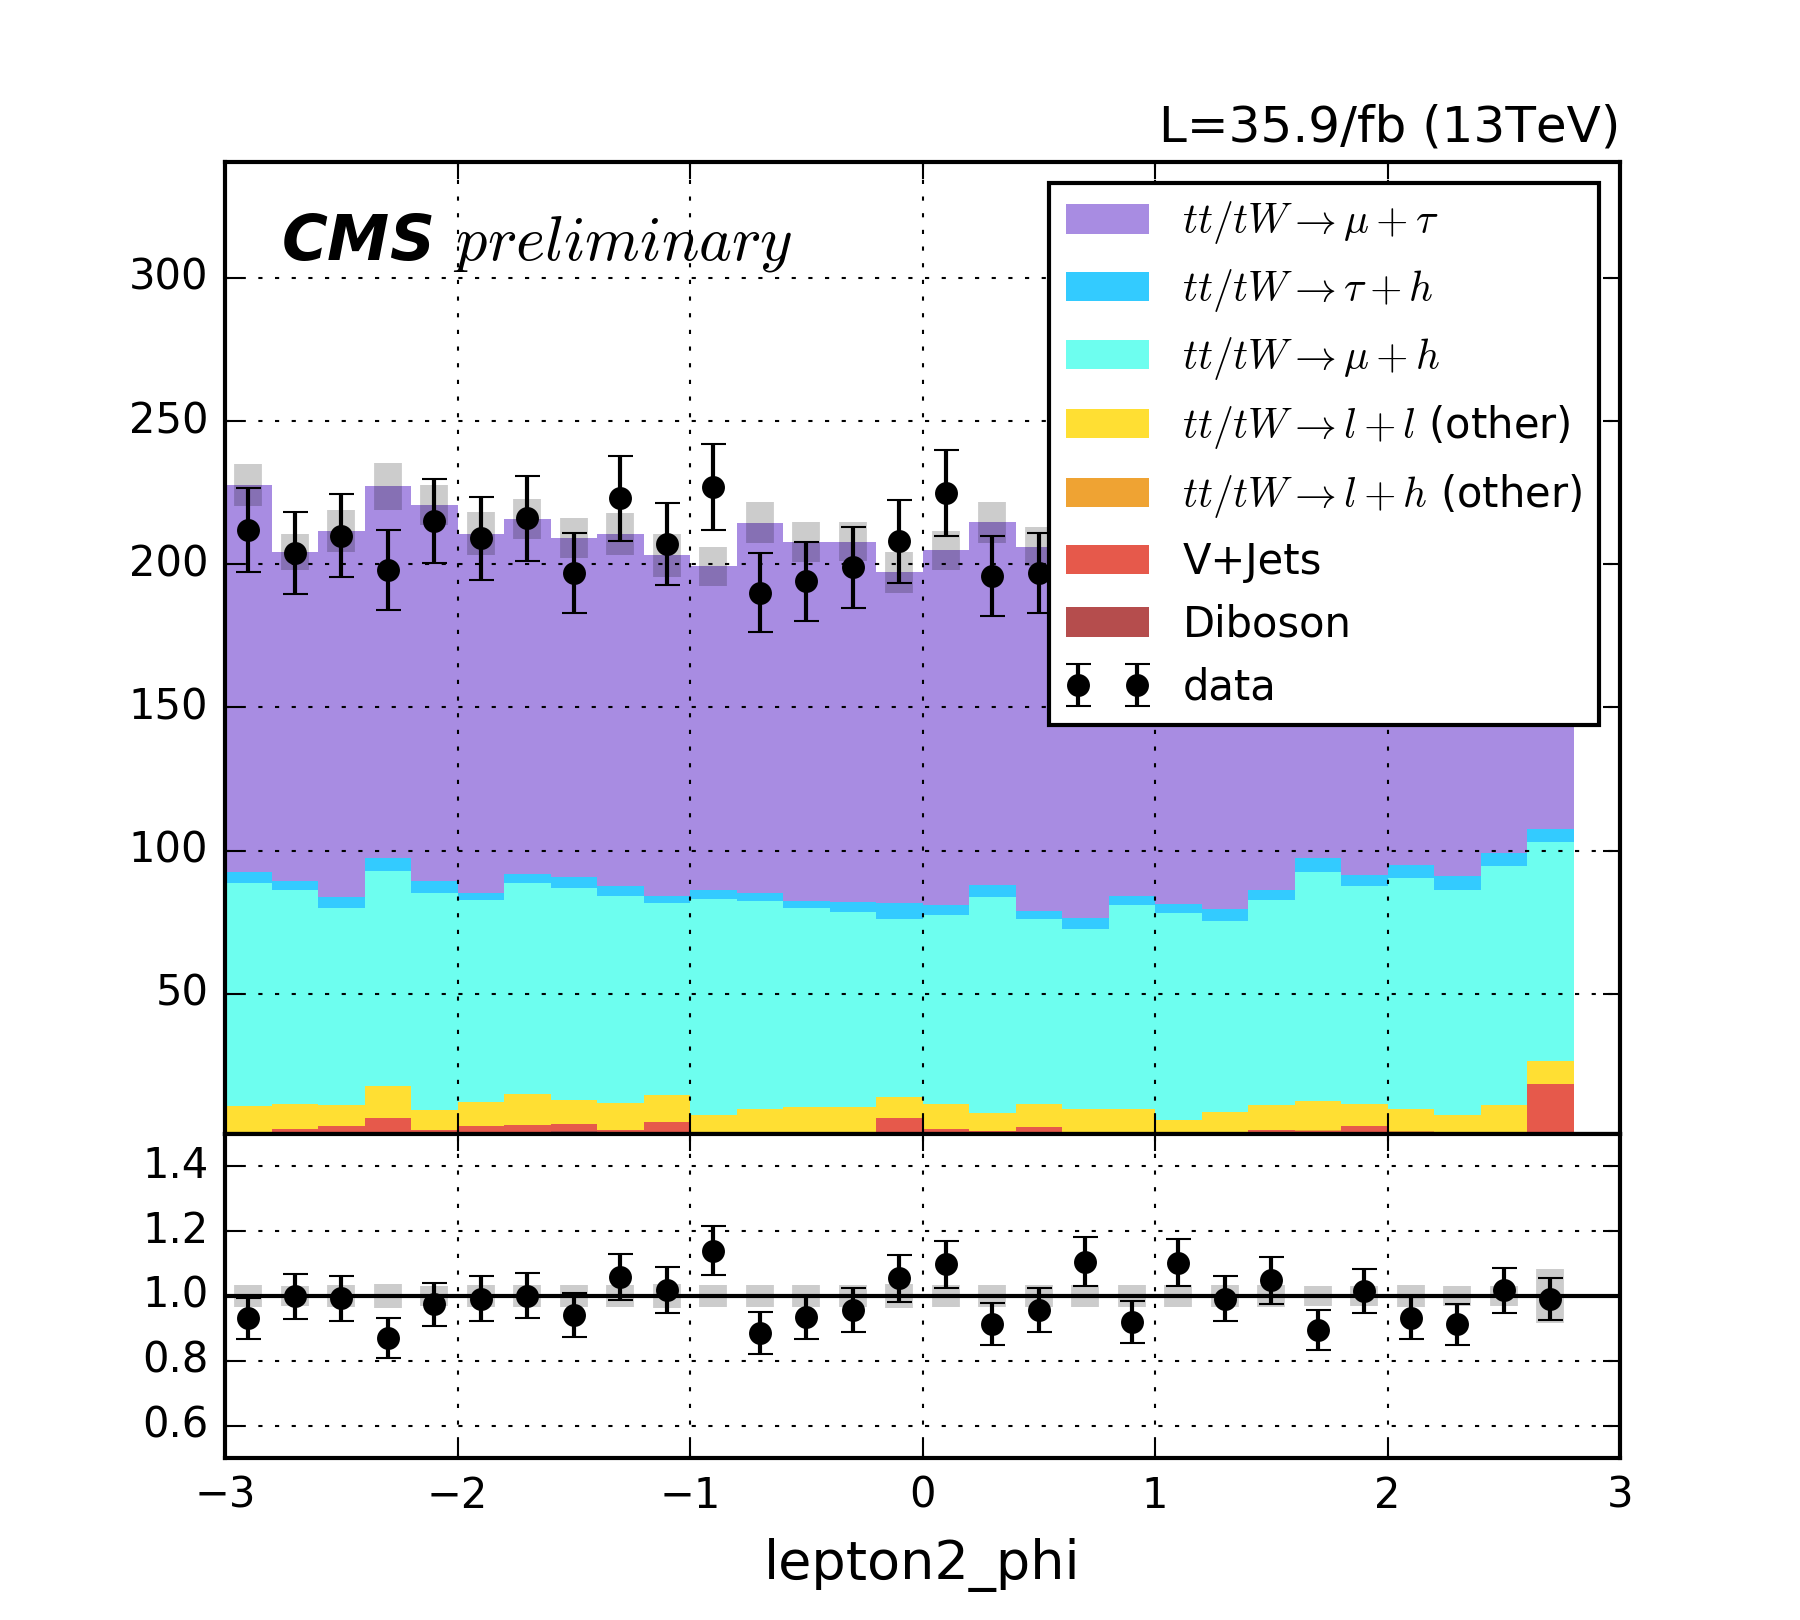 L=35.9/fb (13TeV)
CMS preliminary
tt/tW→μ+τ
tt/tW→τ+h
tt/tW→μ+h
tt/tW→l+l (other)
tt/tW→l+h (other)
V+Jets
Diboson
data
300
250
200
150
100
50
1.4
1.2
1.0
0.8
0.6
−3 −2 −1 0 1 2 3
lepton2_phi